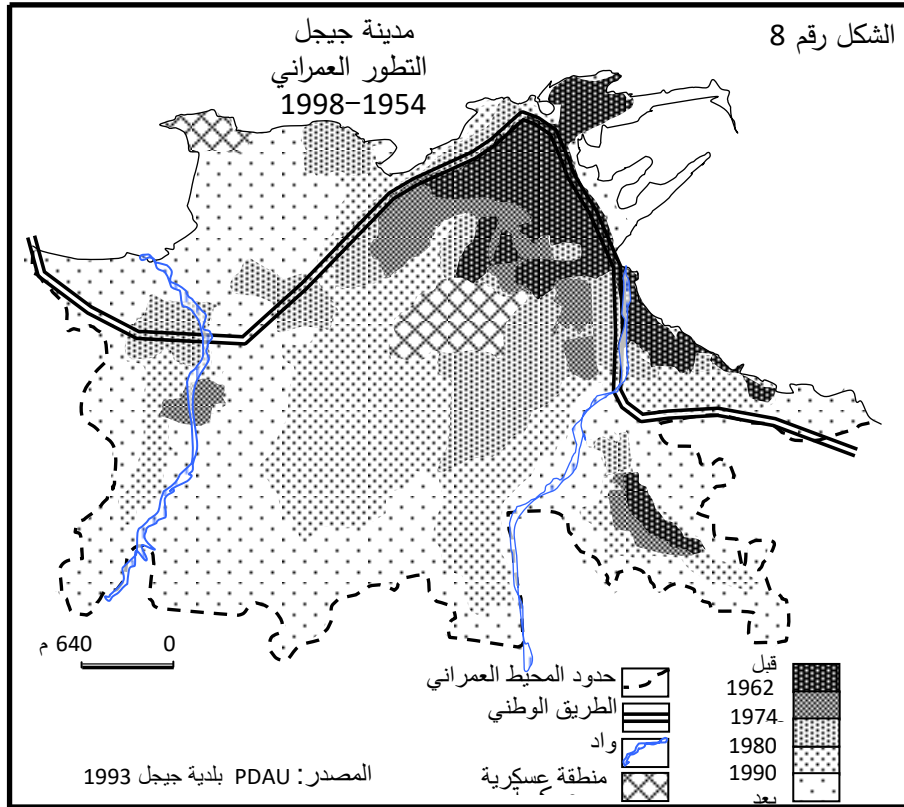 الشكل رقم 8
مدينة جيجل
التطور العمراني
1954-1998
640 م
0
حدود المحيط العمراني
الطريق الوطني
واد
منطقة عسكرية
قبل
1962
1974
1980
1990
بعد
المصدر: PDAU بلدية جيجل 1993